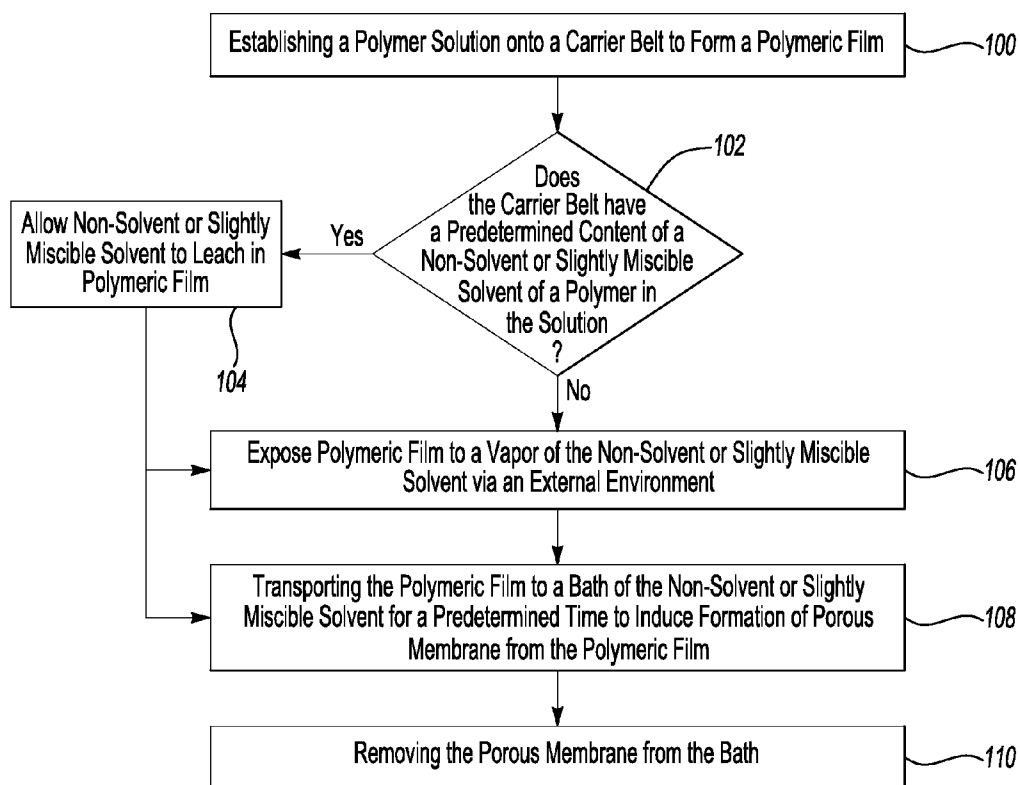 Establishing a Polymer Solution onto a Carrier Belt to Form a Polymeric Film
100
102
Does
the Carrier Belt have
a Predetermined Content of a
Non-Solvent or Slightly Miscible
Solvent of a Polymer in
the Solution
?
Yes
Allow Non-Solvent or Slightly
Miscible Solvent to Leach in
Polymeric Film
104
No
Expose Polymeric Film to a Vapor of the Non-Solvent or Slightly Miscible
Solvent via an External Environment
106
Transporting the Polymeric Film to a Bath of the Non-Solvent or Slightly
Miscible Solvent for a Predetermined Time to Induce Formation of Porous
Membrane from the Polymeric Film
108
Removing the Porous Membrane from the Bath
110